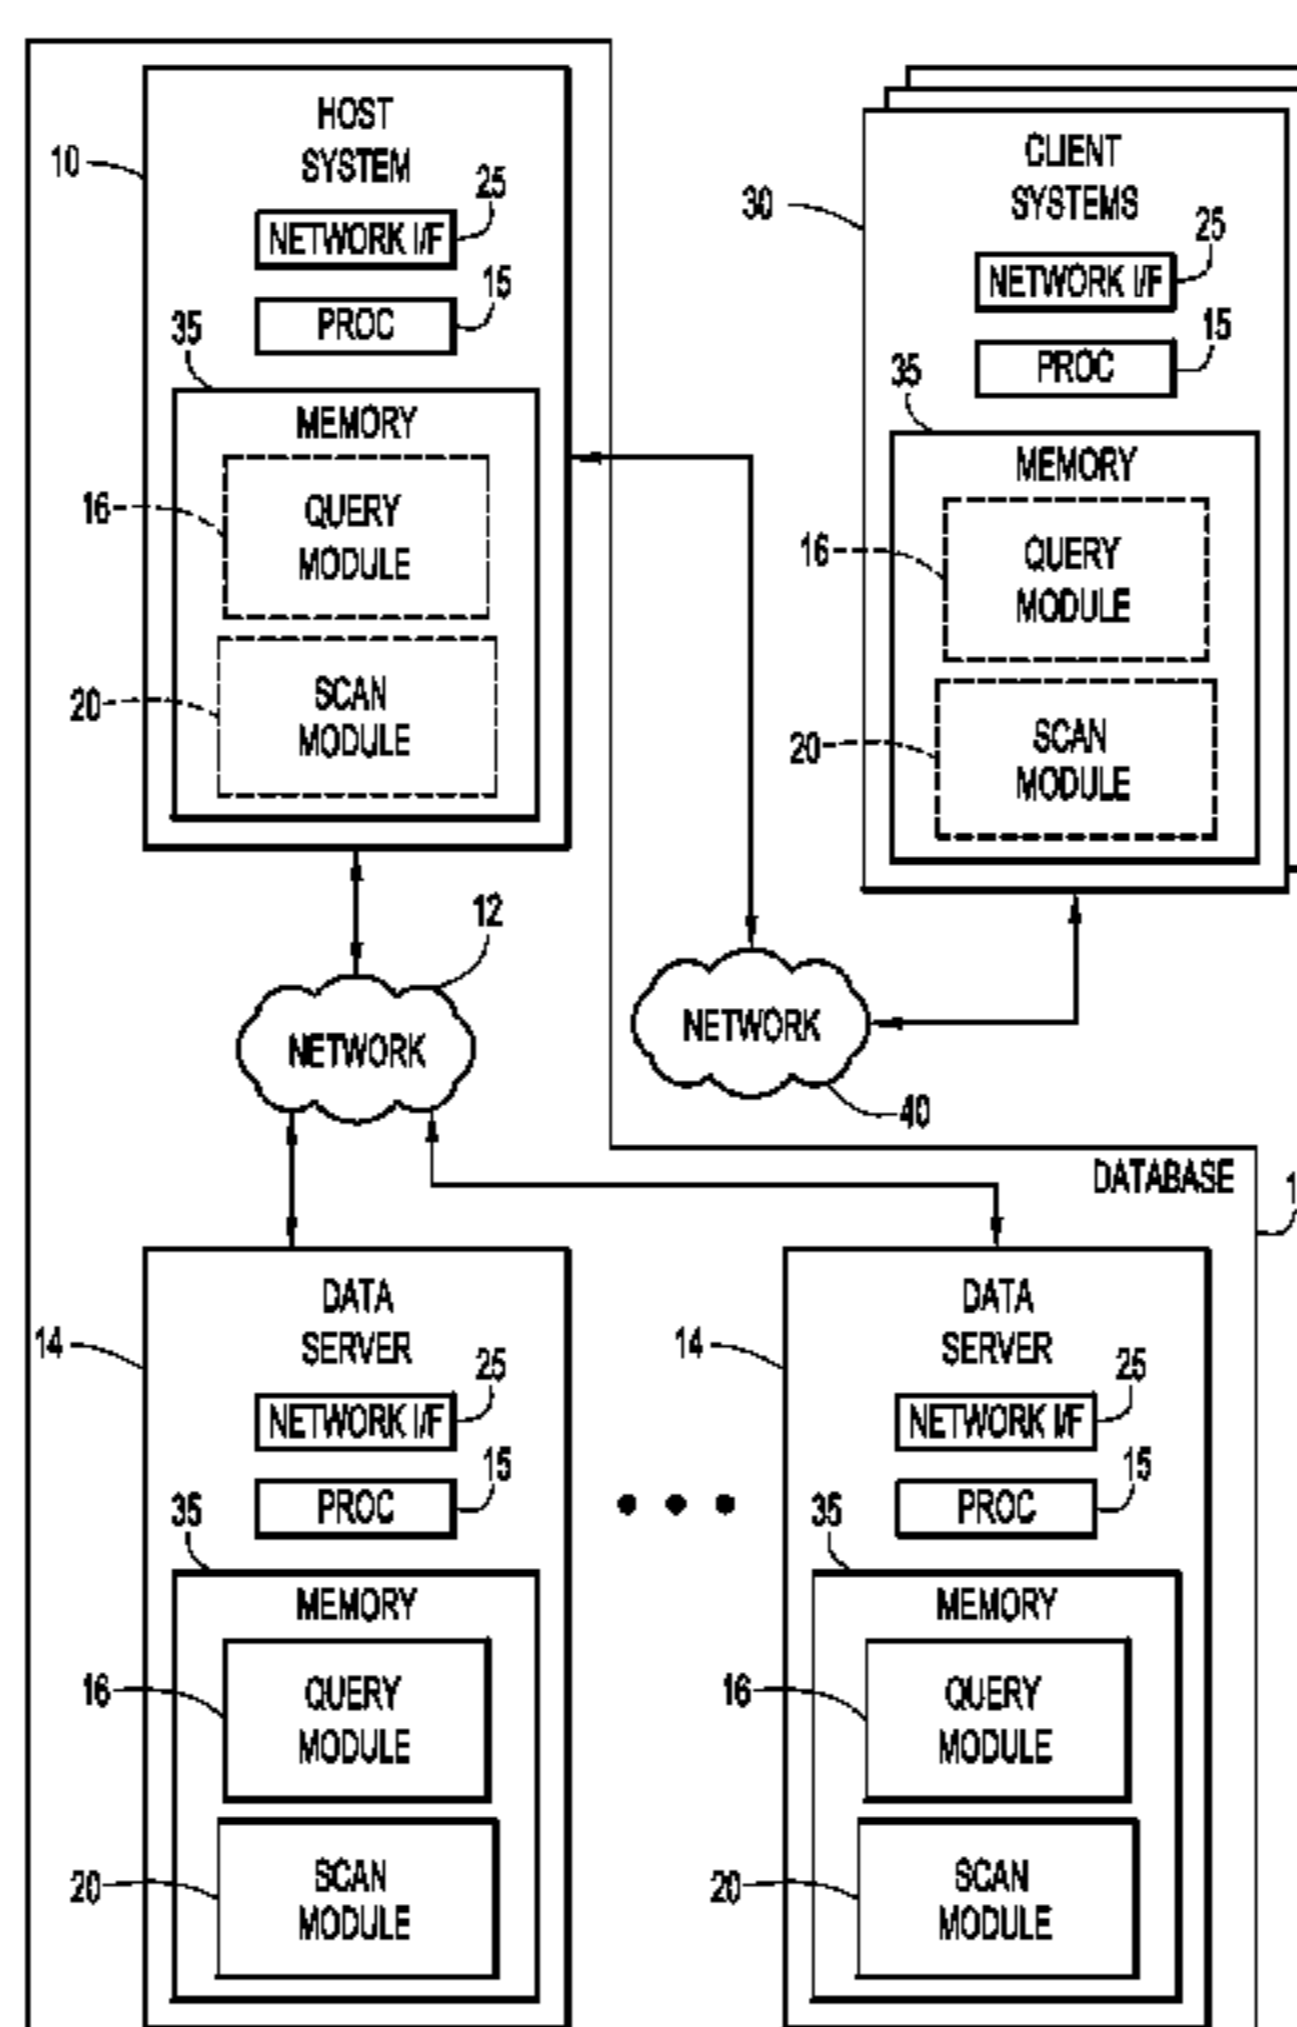 HOST
SYSTEM
10
25
NETWORK I/F
15
PROC
35
MEMORY
16
QUERY
MODULE
20
SCAN
MODULE
CLIENT
SYSTEMS
30
25
NETWORK I/F
15
PROC
35
MEMORY
16
QUERY
MODULE
20
SCAN
MODULE
12
NETWORK
NETWORK
40
DATABASE
DATA
SERVER
14
25
NETWORK I/F
15
PROC
35
MEMORY
16
QUERY
MODULE
20
SCAN
MODULE
DATA
SERVER
14
25
NETWORK I/F
15
PROC
35
MEMORY
16
QUERY
MODULE
20
SCAN
MODULE